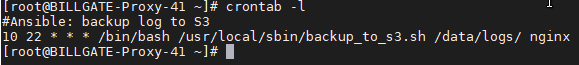 [root@BILLGATE-Proxy-41 ~]# crontab -l
#Ansible: backup log to S3
10 22 * * * /bin/bash /usr/local/sbin/backup_to_s3.sh /data/logs/ nginx
[root@BILLGATE-Proxy-41 ~]#